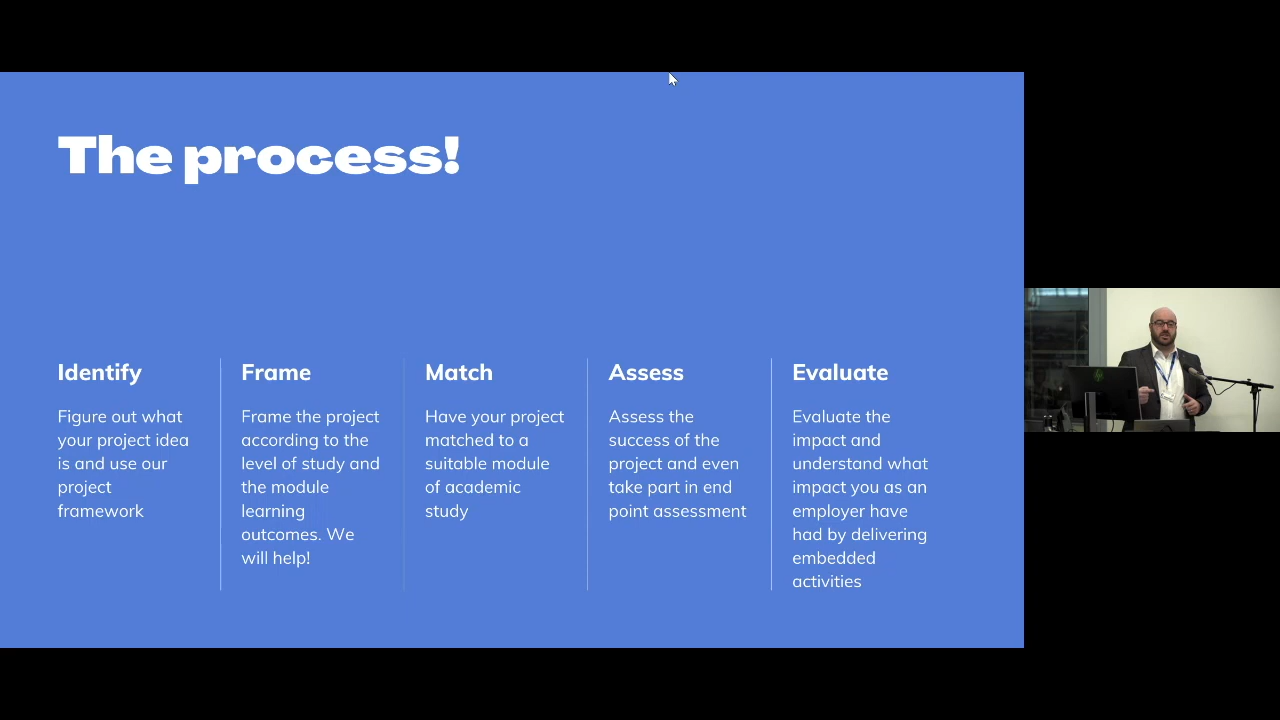 The process!
Identify
Figure out what
your project idea
is and use our
project
framework
Frame
Frame the project
according to the
level of study and
the module
learning
outcomes. We
will help!
Match
Have your project
matched to a
suitable module
of academic
study
Assess
Assess the
success of the
project and even
take part in end
point assessment
Evaluate
Evaluate the
impact and
understand what
impact you as an
employer have
had by delivering
embedded
activities